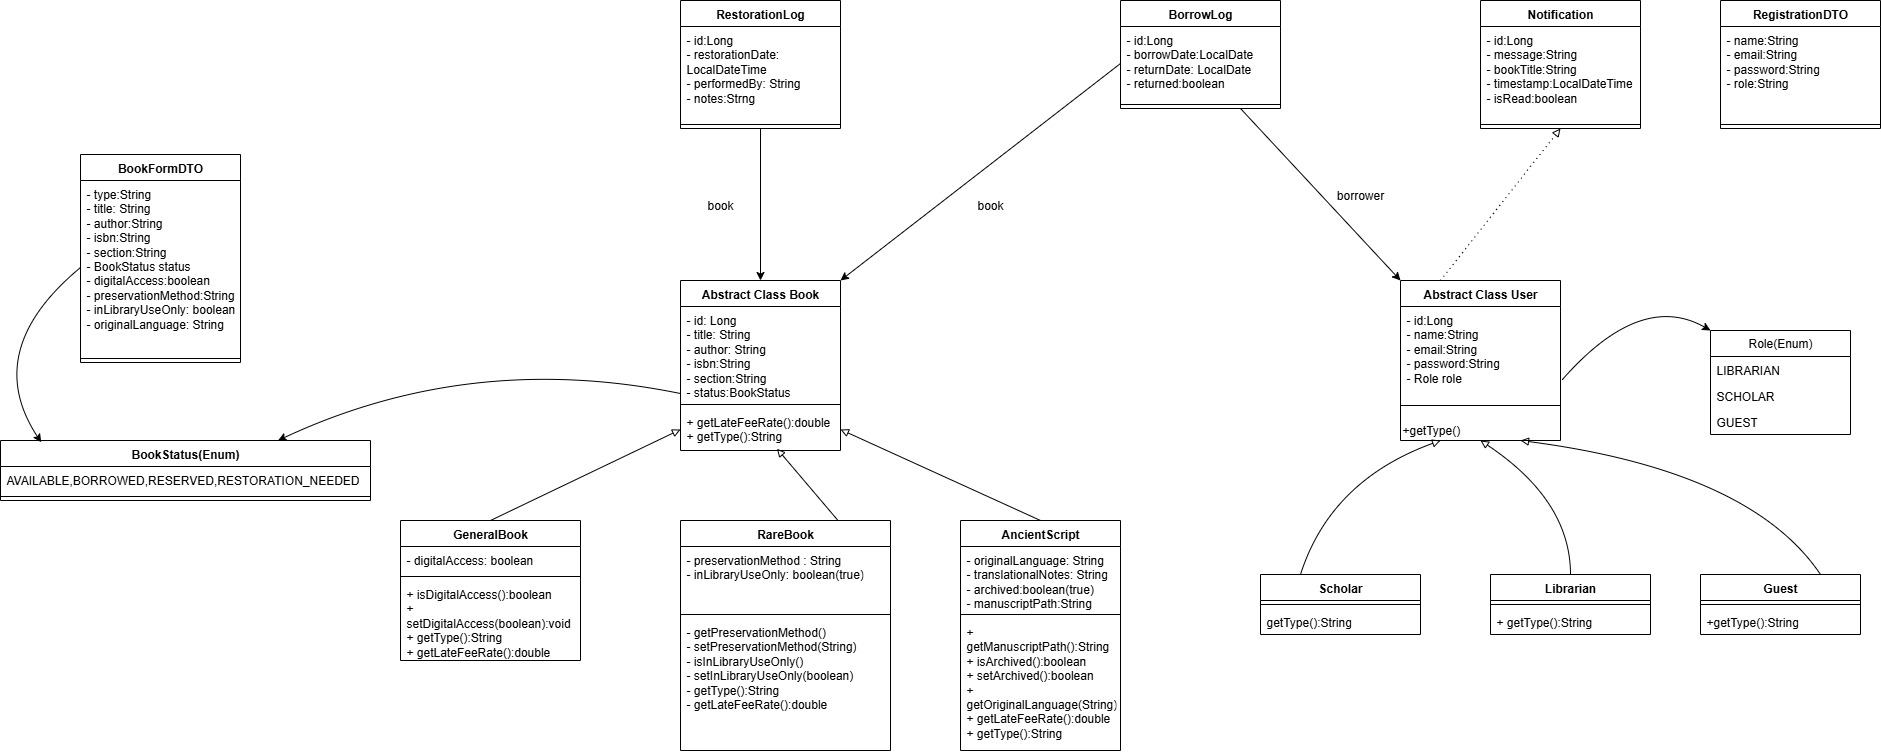 RestorationLog
- id:Long
- restorationDate:
LocalDateTime
- performedBy: String
- notes:Strng
BorrowLog
- id:Long
- borrowDate:LocalDate
- returnDate: LocalDate
- returned:boolean
Notification
- id:Long
- message:String
- bookTitle:String
- timestamp:LocalDateTime
- isRead:boolean
RegistrationDTO
- name:String
- email:String
- password:String
- role:String
BookFormDTO
- type:String
- title: String
- author:String
- isbn:String
- section:String
- BookStatus status
- digitalAccess:boolean
- preservationMethod:String
- inLibraryUseOnly: boolean
- originalLanguage: String
book
book
borrower
Abstract Class Book
- id: Long
- title: String
- author: String
- isbn:String
- section:String
- status:BookStatus
+ getLateFeeRate():double
+ getType():String
Abstract Class User
- id:Long
- name:String
- email:String
- password:String
- Role role
+getType()
Role(Enum)
LIBRARIAN
SCHOLAR
GUEST
BookStatus(Enum)
AVAILABLE,BORROWED,RESERVED,RESTORATION_NEEDED
GeneralBook
- digitalAccess: boolean
+ isDigitalAccess():boolean
+
setDigitalAccess(boolean):void
+ getType():String
+ getLateFeeRate():double
RareBook
- preservationMethod : String
- inLibraryUseOnly: boolean(true)
- getPreservationMethod()
- setPreservationMethod(String)
- isInLibraryUseOnly()
- setInLibraryUseOnly(boolean)
- getType():String
- getLateFeeRate():double
AncientScript
- originalLanguage: String
- translationalNotes: String
- archived:boolean(true)
- manuscriptPath:String
+
getManuscriptPath():String
+ isArchived():boolean
+ setArchived():boolean
+
getOriginalLanguage(String)
+ getLateFeeRate():double
+ getType():String
Scholar
getType():String
Librarian
+ getType():String
Guest
+getType():String